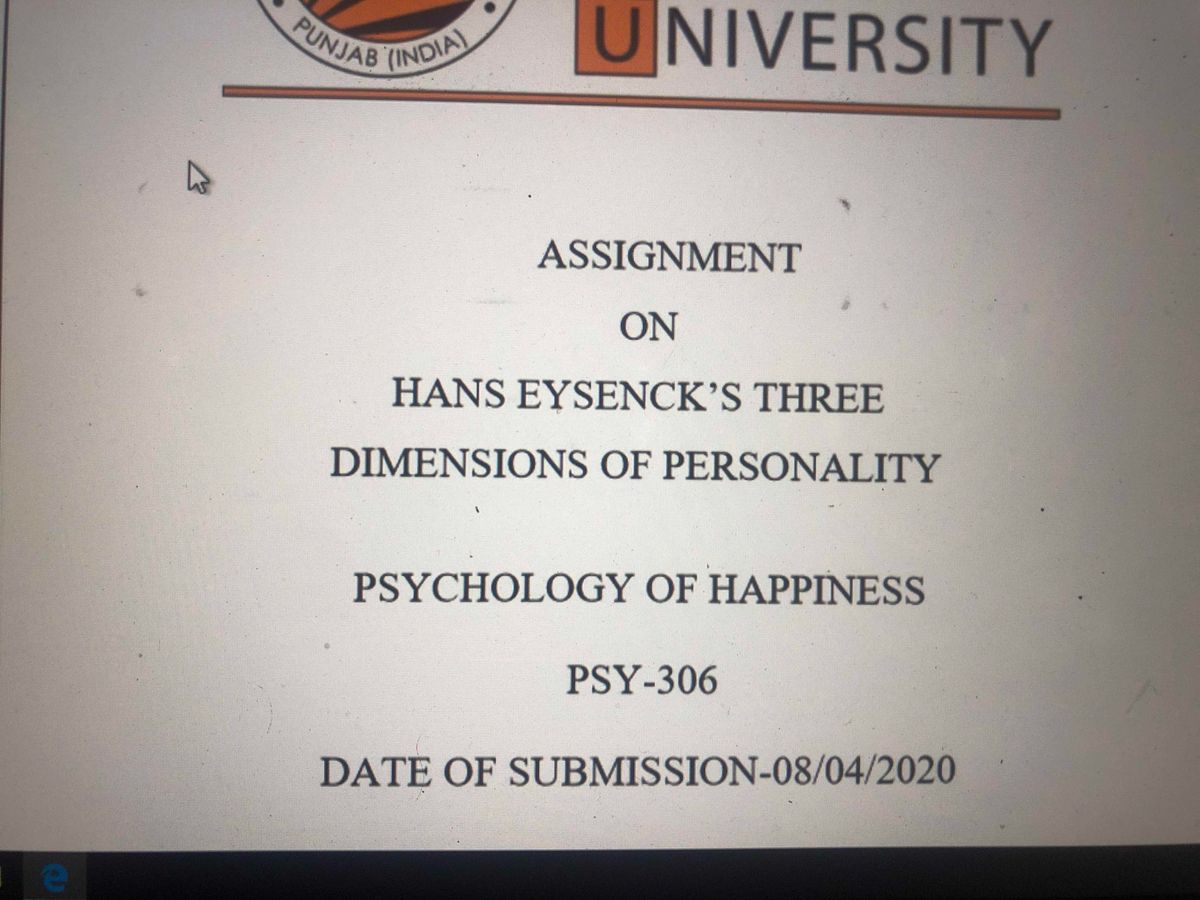 PUNJAB (INDIA)
UNIVERSITY
ASSIGNMENT
ON
HANS EYSENCK'S THREE
DIMENSIONS OF PERSONALITY
PSYCHOLOGY OF HAPPINESS
PSY-306
DATE OF SUBMISSION-08/04/2020